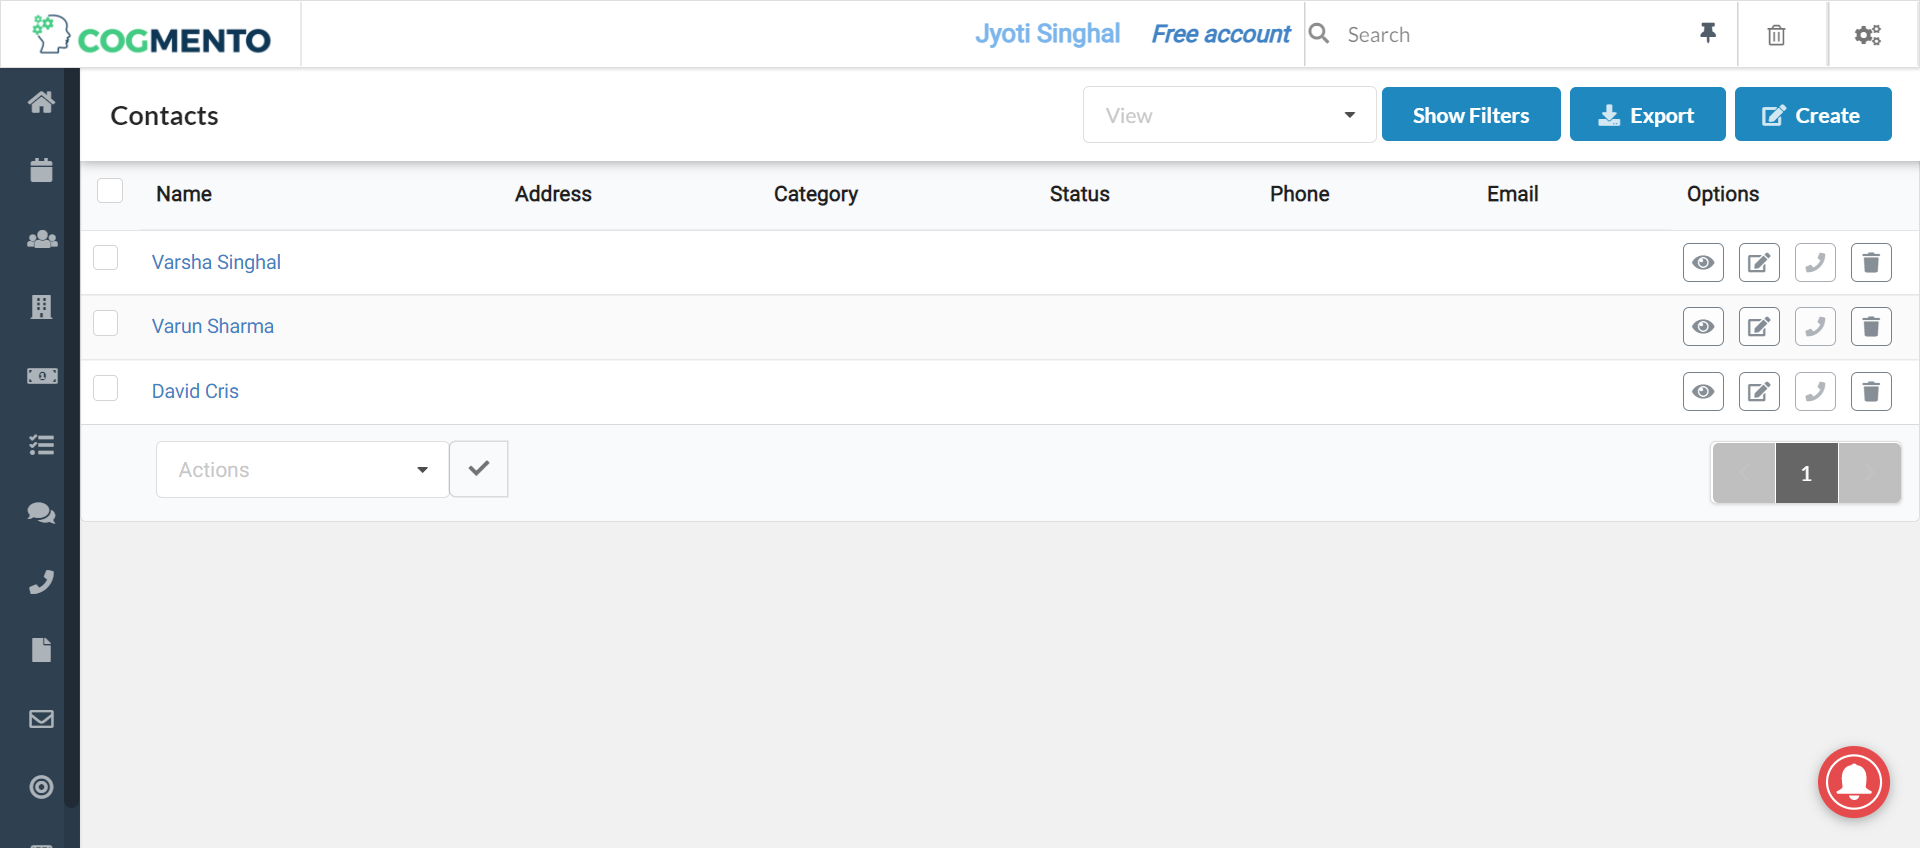 COGMENTO
Jyoti Singhal Free account Search
Contacts View Show Filters Export Create
Name Address Category Status Phone Email Options
Varsha Singhal
Varun Sharma
David Cris
Actions 1